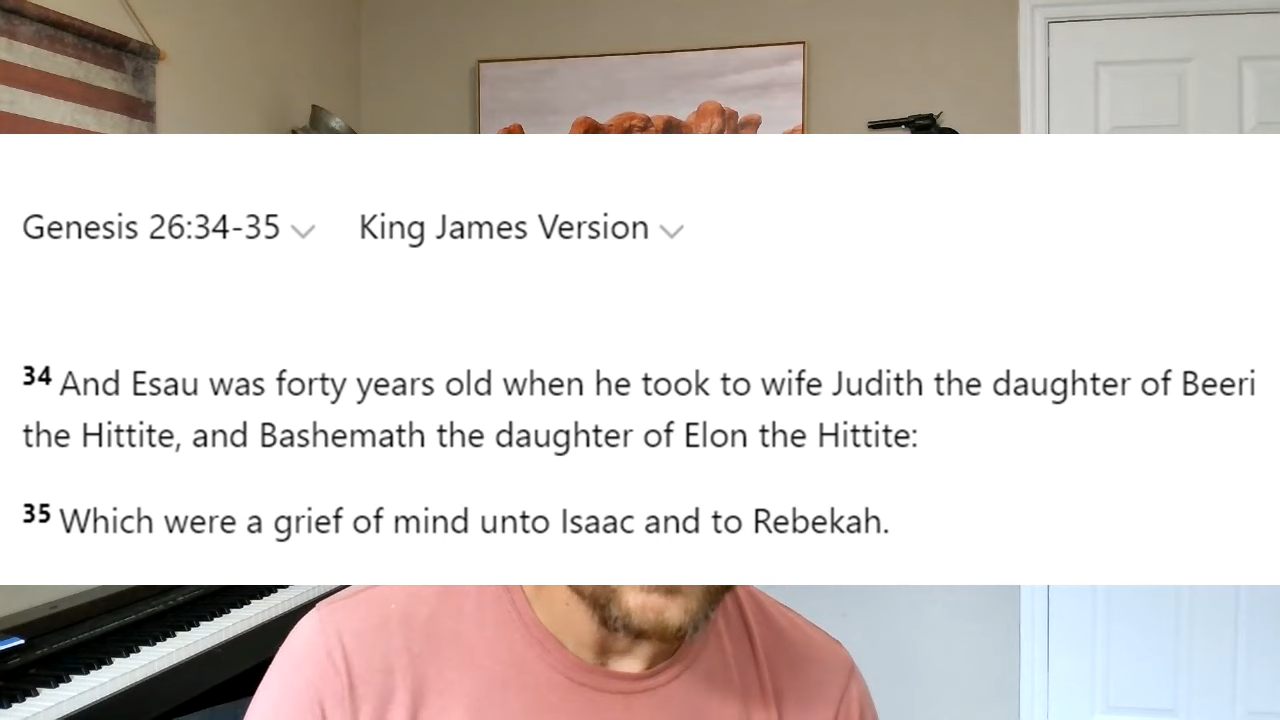 Genesis 26:34-35 King James Version
34 And Esau was forty years old when he took to wife Judith the daughter of Beeri
the Hittite, and Bashemath the daughter of Elon the Hittite:
35 Which were a grief of mind unto Isaac and to Rebekah.